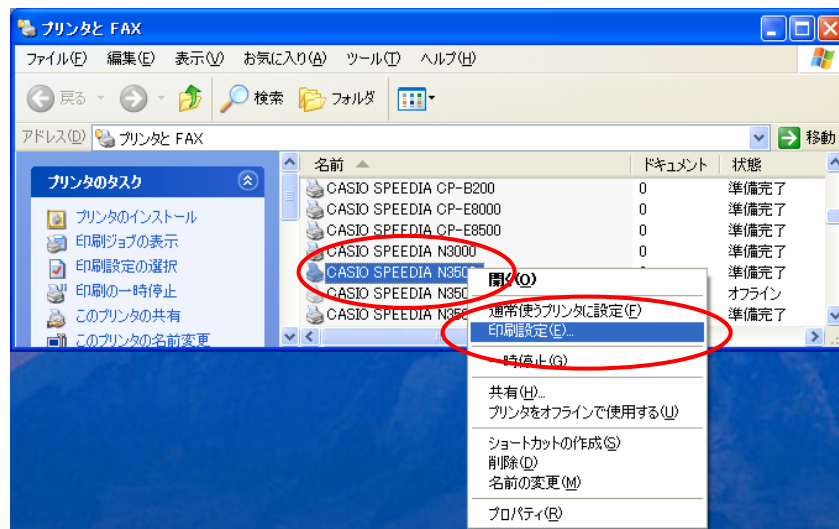 プリンタと FAX
ファイル(F) 編集(E) 表示(V) お気に入り(A) ツール(T) ヘルプ(H)
戻る 検索 フォルダ
アドレス(D) プリンタと FAX 移動
プリンタのタスク
プリンタのインストール
印刷ジョブの表示
印刷設定の選択
印刷の一時停止
このプリンタの共有
このプリンタの名前変更
名前 ドキュメント 状態
CASIO SPEEDIA CP-B200 0 準備完了
CASIO SPEEDIA CP-E8000 0 準備完了
CASIO SPEEDIA CP-E8500 0 準備完了
CASIO SPEEDIA N3000 0 準備完了
CASIO SPEEDIA N350 準備完了
CASIO SPEEDIA N350 オフライン
CASIO SPEEDIA N350 準備完了
開く(O)
通常使うプリンタに設定(F)
印刷設定(E)...
一時停止(G)
共有(H)...
プリンタをオフラインで使用する(U)
ショートカットの作成(S)
削除(D)
名前の変更(M)
プロパティ(R)